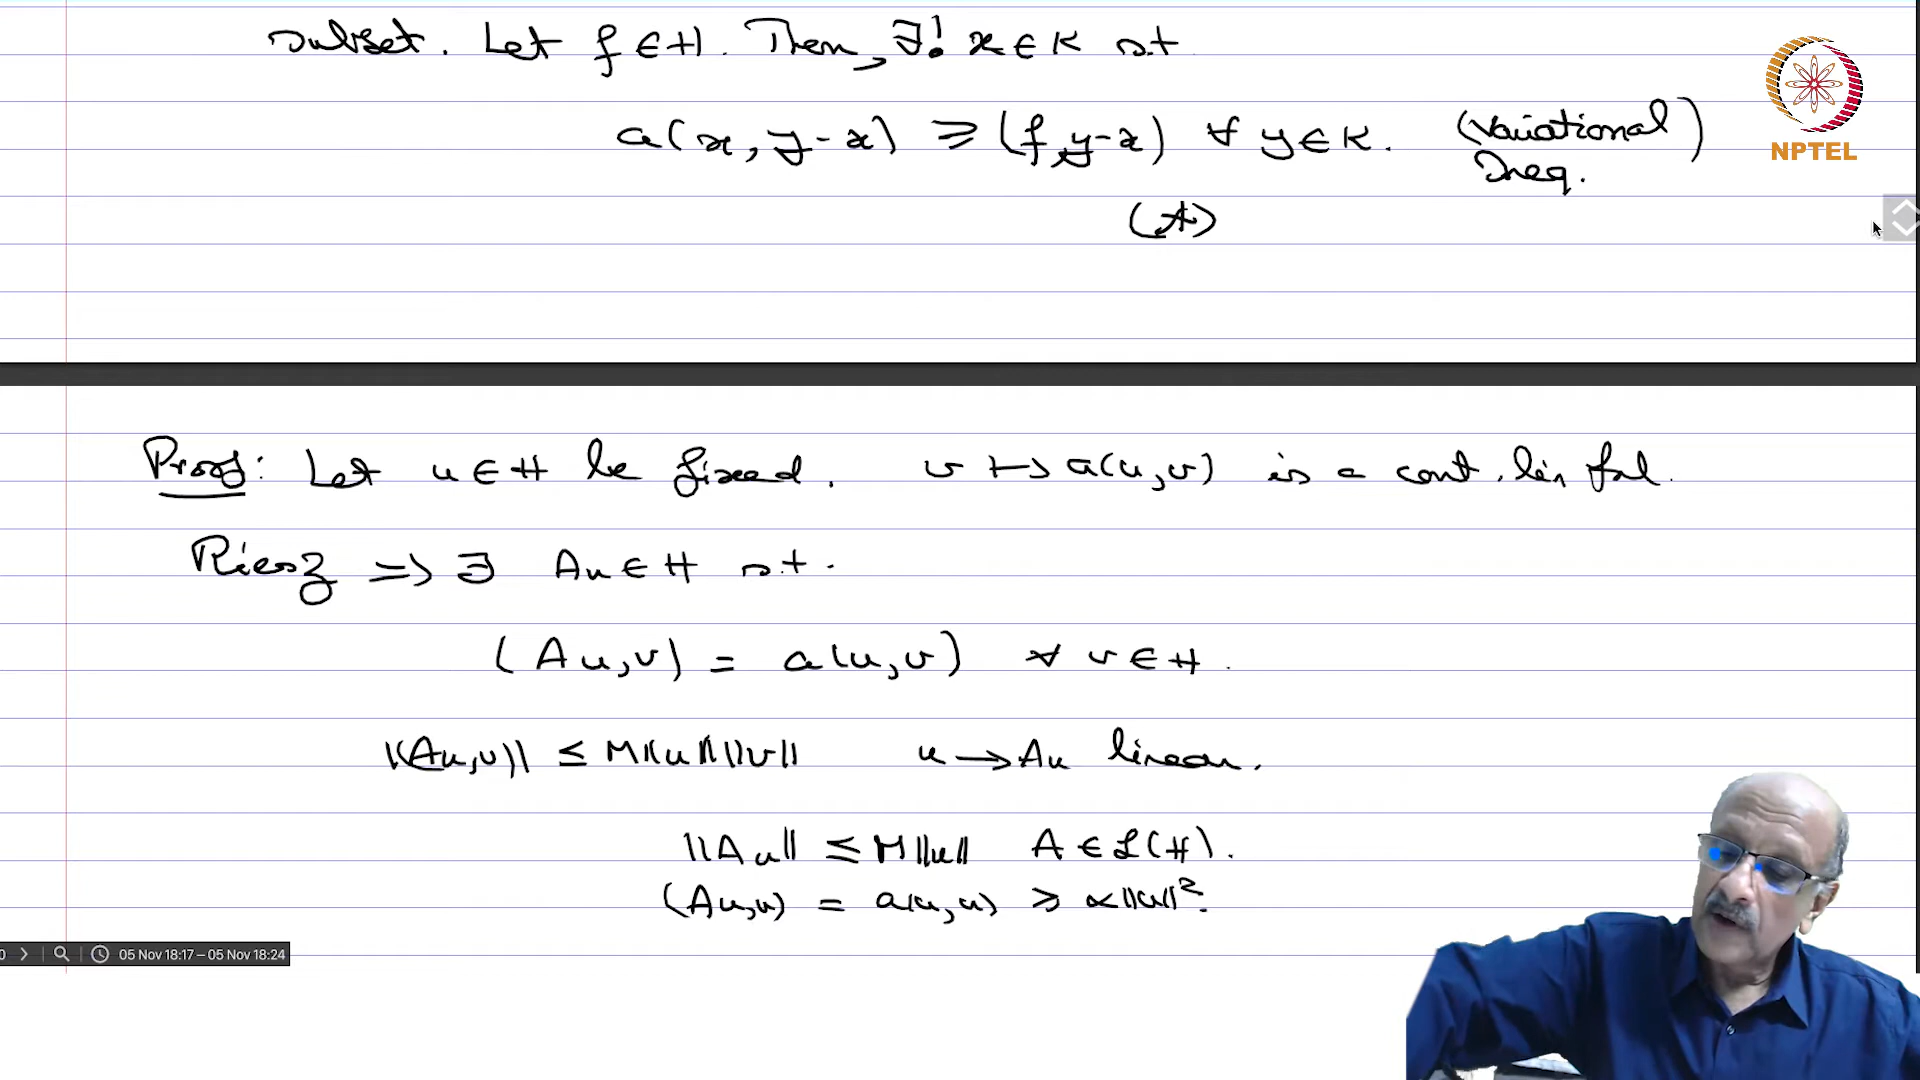 subset. Let f ∈ H. Then, ∃! x ∈ K s.t
a(x, y-x) ≥ (f, y-x) ∀ y ∈ K. (Variational Ineq.)
(*)
NPTEL
Proof: Let u ∈ H be fixed. v ↦ a(u,v) is a cont. lin fnl.
Riesz ⇒ ∃ Au ∈ H s.t.
(Au,v) = a(u,v) ∀ v ∈ H.
|(Au,v)| ≤ M||u|| ||v|| u → Au linear.
||Au|| ≤ M||u|| A ∈ ℒ(H).
(Au,u) = a(u,u) ≥ α||u||².
05 Nov 18:17 – 05 Nov 18:24